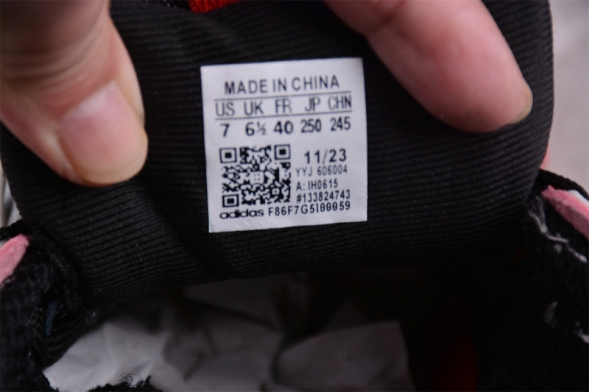 MADE IN CHINA
US UK FR JP CHN
7 6½ 40 250 245
11/23
YYJ 606004
A: IH0615
#133824743
adidas F86F7G5I00059